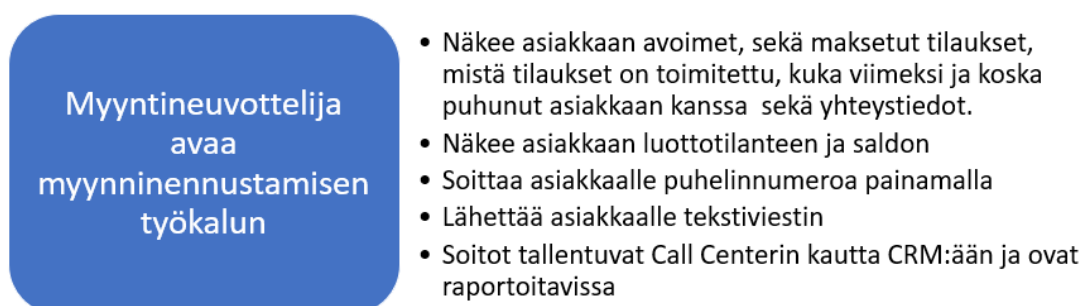 Myyntineuvottelija
avaa
myynninennustamisen
työkalun
• Näkee asiakkaan avoimet, sekä maksetut tilaukset,
mistä tilaukset on toimitettu, kuka viimeksi ja koska
puhunut asiakkaan kanssa  sekä yhteystiedot.
• Näkee asiakkaan luottotilanteen ja saldon
• Soittaa asiakkaalle puhelinnumeroa painamalla
• Lähettää asiakkaalle tekstiviestin
• Soitot tallentuvat Call Centerin kautta CRM:ään ja ovat
raportoitavissa